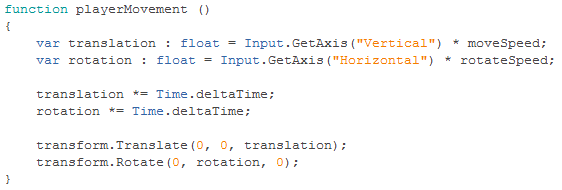 function playerMovement ()
{
    var translation : float = Input.GetAxis("Vertical") * moveSpeed;
    var rotation : float = Input.GetAxis("Horizontal") * rotateSpeed;

    translation *= Time.deltaTime;
    rotation *= Time.deltaTime;

    transform.Translate(0, 0, translation);
    transform.Rotate(0, rotation, 0);
}